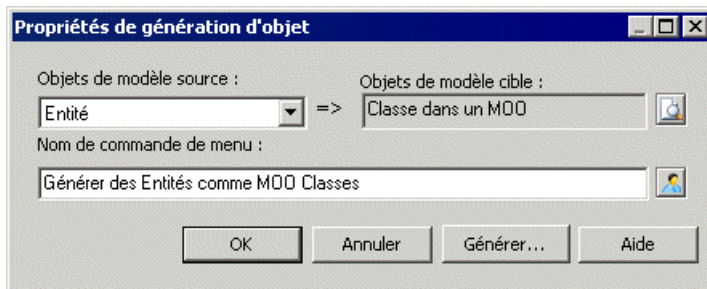 Propriétés de génération d'objet
Objets de modèle source :
Objets de modèle cible :
Entité
=>
Classe dans un MOO
Nom de commande de menu :
Générer des Entités comme MOO Classes
OK
Annuler
Générer...
Aide